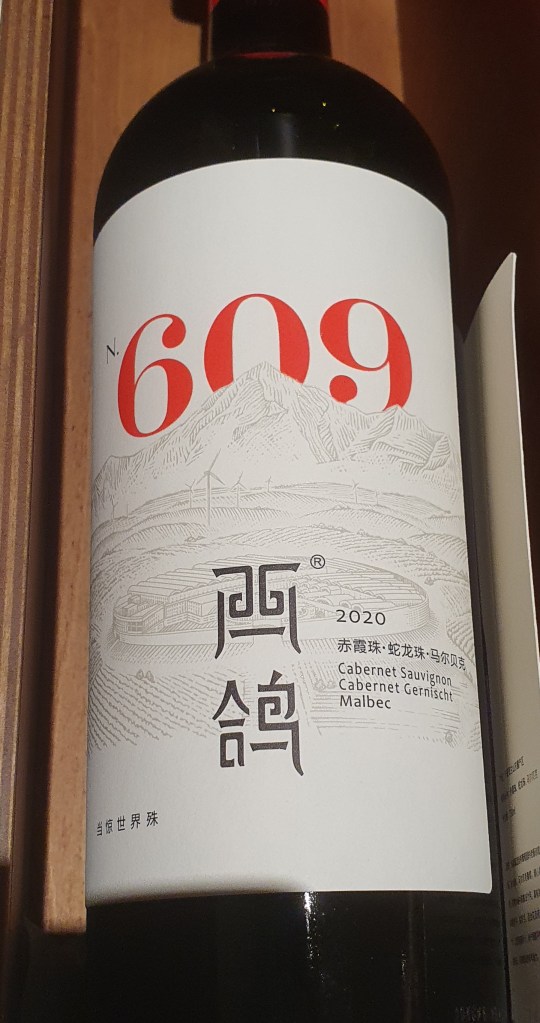 N.609
西鸽®
2020
赤霞珠·蛇龙珠·马尔贝克
Cabernet Sauvignon
Cabernet Gernischt
Malbec
当惊世界殊